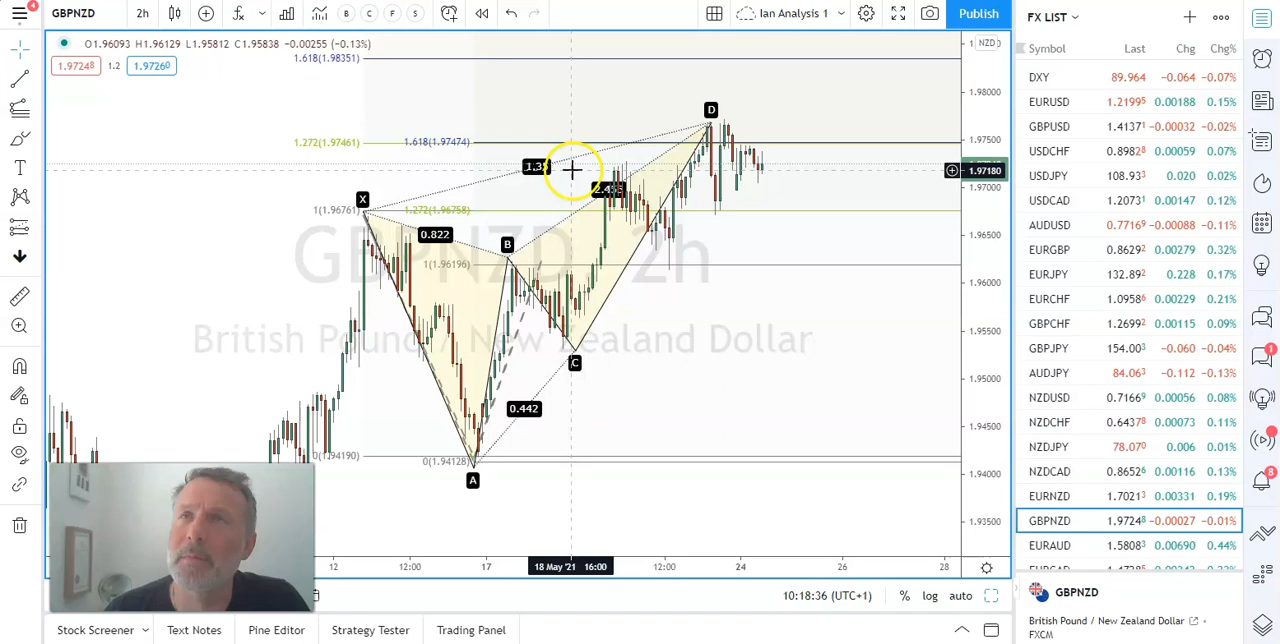 GBPNZD 2h Ian Analysis 1 Publish
B C F S
O1.96093 H1.96129 L1.95812 C1.95838 −0.00255 (−0.13%)
1.97248 1.2 1.97260
NZD
1.98000
1.97500
1.97180
1.97000
1.96500
1.96000
1.95500
1.95000
1.94500
1.94000
1.93500
1.618(1.98351)
1.272(1.97461) 1.618(1.97474)
1(1.96761) 1.272(1.96758)
1(1.96196)
0(1.94190) 0(1.94128)
X
0.822
B
D
C
0.442
A
GBPNZD, 2h
British Pound / New Zealand Dollar
12 12:00 17 18 May '21 16:00 12:00 24 26 28
10:18:36 (UTC+1) % log auto
Stock Screener Text Notes Pine Editor Strategy Tester Trading Panel
FX LIST
Symbol Last Chg Chg%
DXY 89.964 −0.064 −0.07%
EURUSD 1.21995 0.00188 0.15%
GBPUSD 1.41371 −0.00032 −0.02%
USDCHF 0.89828 0.00059 0.07%
USDJPY 108.933 0.020 0.02%
USDCAD 1.20731 0.00147 0.12%
AUDUSD 0.77169 −0.00088 −0.11%
EURGBP 0.86292 0.00279 0.32%
EURJPY 132.892 0.228 0.17%
EURCHF 1.09586 0.00229 0.21%
GBPCHF 1.26992 0.00115 0.09%
GBPJPY 154.003 −0.060 −0.04%
AUDJPY 84.063 −0.112 −0.13%
NZDUSD 0.71669 0.00056 0.08%
NZDCHF 0.64378 0.00073 0.11%
NZDJPY 78.070 0.006 0.01%
NZDCAD 0.86526 0.00116 0.13%
EURNZD 1.70213 0.00331 0.19%
GBPNZD 1.97248 −0.00027 −0.01%
EURAUD 1.58083 0.00690 0.44%
GBPNZD
British Pound / New Zealand Dollar
FXCM
1
8